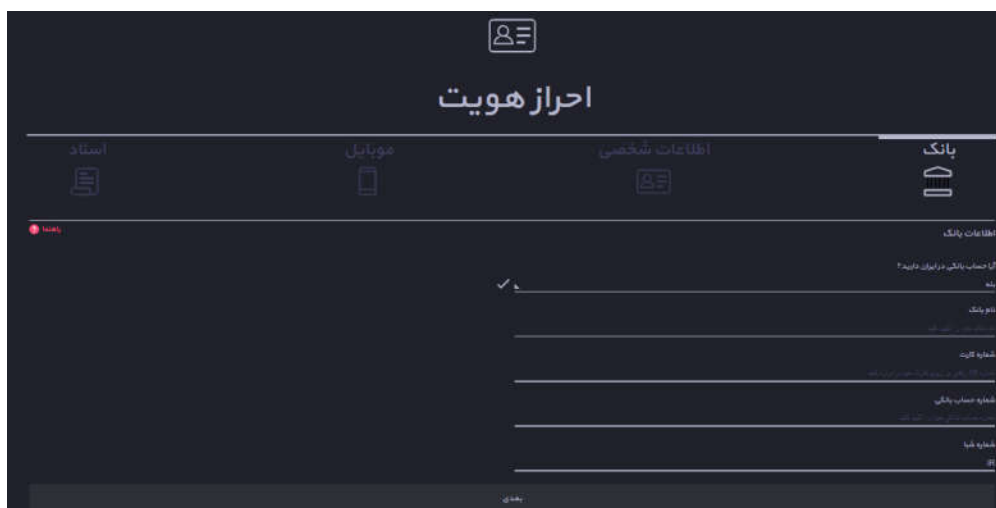 احراز هویت
بانک
اطلاعات شخصی
موبایل
اسناد
راهنما
اطلاعات بانک
آیا حساب بانکی در ایران دارید؟
بله
نام بانک
شماره کارت
شماره حساب بانکی
شماره شبا
IR
بعدی